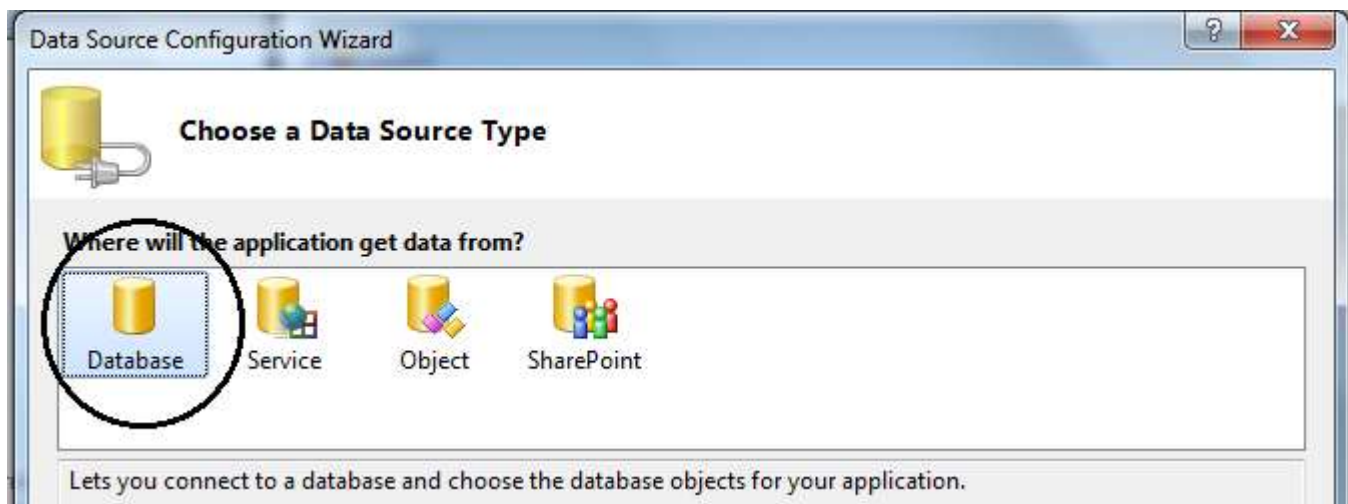 Data Source Configuration Wizard
?
X
Choose a Data Source Type
Where will the application get data from?
Database Service Object SharePoint
Lets you connect to a database and choose the database objects for your application.